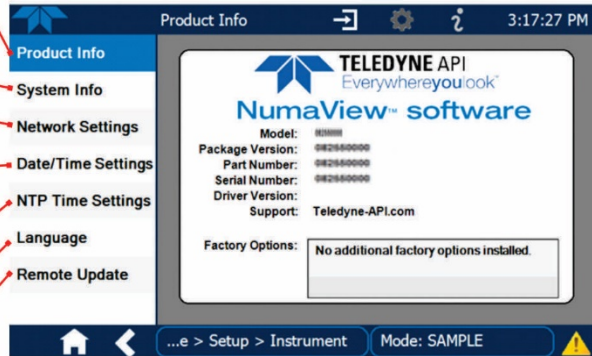 Product Info
3:17:27 PM
Product Info
System Info
Network Settings
Date/Time Settings
NTP Time Settings
Language
Remote Update
TELEDYNE API
Everywhereyoulook™
NumaView™ software
Model:
Package Version:
Part Number:
Serial Number:
Driver Version:
Support: Teledyne-API.com
Factory Options: No additional factory options installed.
...e > Setup > Instrument
Mode: SAMPLE